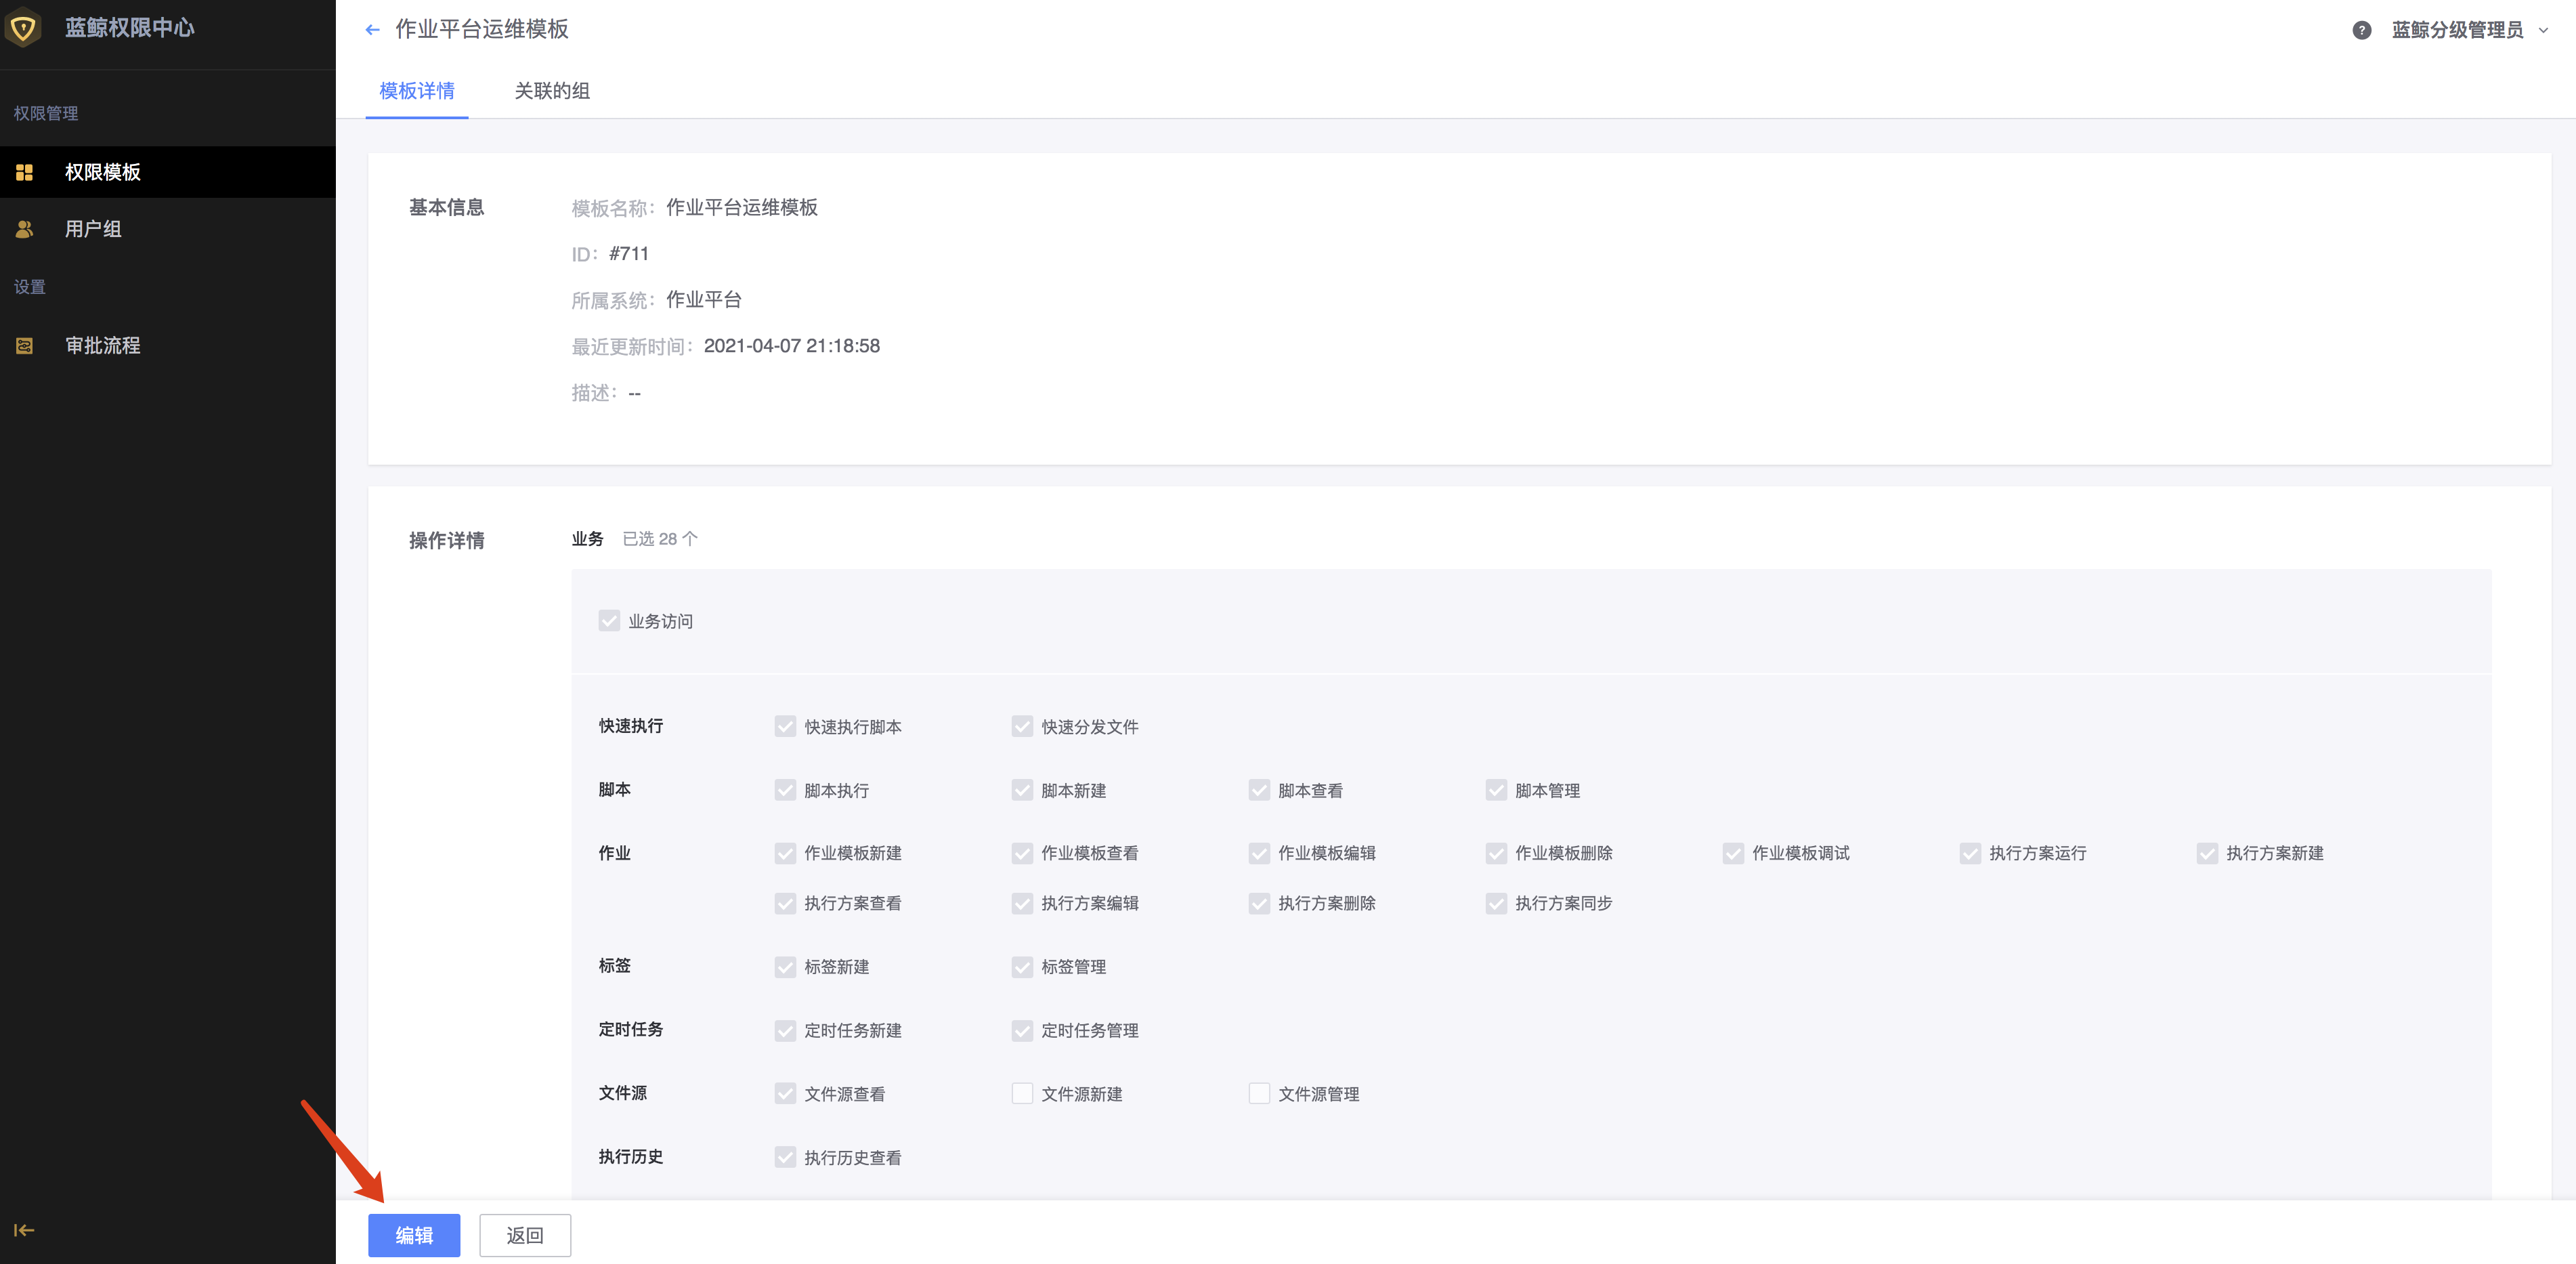 蓝鲸权限中心
作业平台运维模板
?
蓝鲸分级管理员
模板详情
关联的组
权限管理
权限模板
用户组
设置
审批流程
基本信息
模板名称： 作业平台运维模板
ID： #711
所属系统： 作业平台
最近更新时间： 2021-04-07 21:18:58
描述： --
操作详情
业务 已选 28 个
业务访问
快速执行 快速执行脚本 快速分发文件
脚本 脚本执行 脚本新建 脚本查看 脚本管理
作业 作业模板新建 作业模板查看 作业模板编辑 作业模板删除 作业模板调试 执行方案运行 执行方案新建
执行方案查看 执行方案编辑 执行方案删除 执行方案同步
标签 标签新建 标签管理
定时任务 定时任务新建 定时任务管理
文件源 文件源查看 文件源新建 文件源管理
执行历史 执行历史查看
编辑 返回